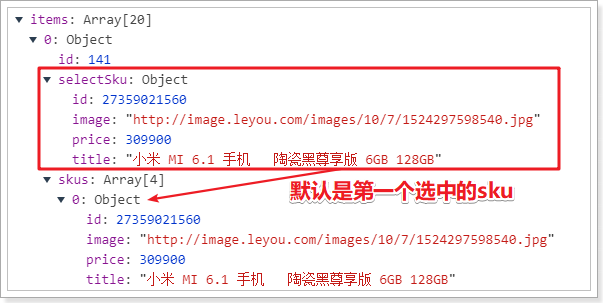 ▼ items: Array[20]
▼ 0: Object
id: 141
▼ selectSku: Object
id: 27359021560
image: "http://image.leyou.com/images/10/7/1524297598540.jpg"
price: 309900
title: "小米 MI 6.1 手机 陶瓷黑尊享版 6GB 128GB"
▼ skus: Array[4]
默认是第一个选中的sku
▼ 0: Object
id: 27359021560
image: "http://image.leyou.com/images/10/7/1524297598540.jpg"
price: 309900
title: "小米 MI 6.1 手机 陶瓷黑尊享版 6GB 128GB"